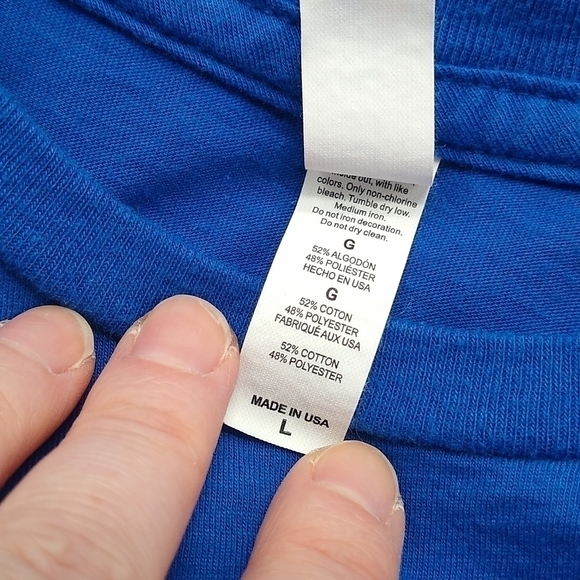 inside out, with like
colors. Only non-chlorine
bleach. Tumble dry low.
Medium iron.
Do not iron decoration.
Do not dry clean.
G
52% ALGODÓN
48% POLIÉSTER
HECHO EN USA
G
52% COTON
48% POLYESTER
FABRIQUÉ AUX USA
52% COTTON
48% POLYESTER
MADE IN USA
L